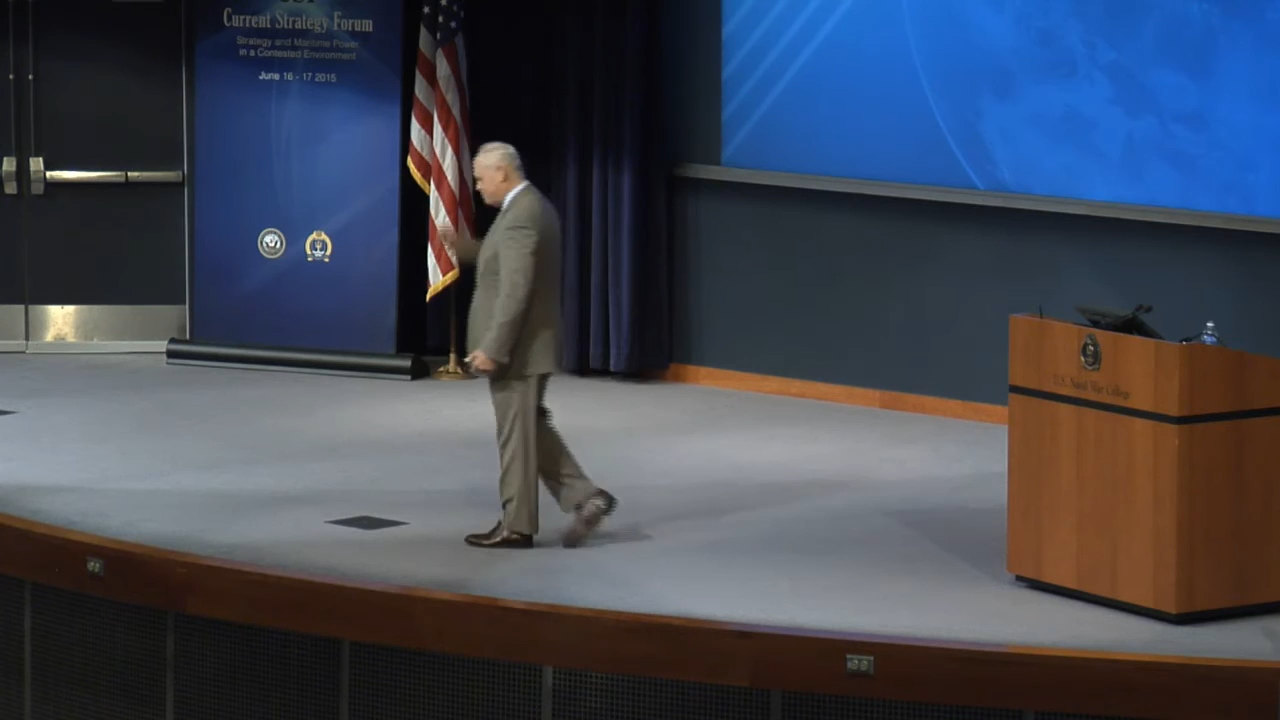 Current Strategy Forum
Strategy and Maritime Power
in a Contested Environment
June 16 - 17 2015
U.S. Naval War College